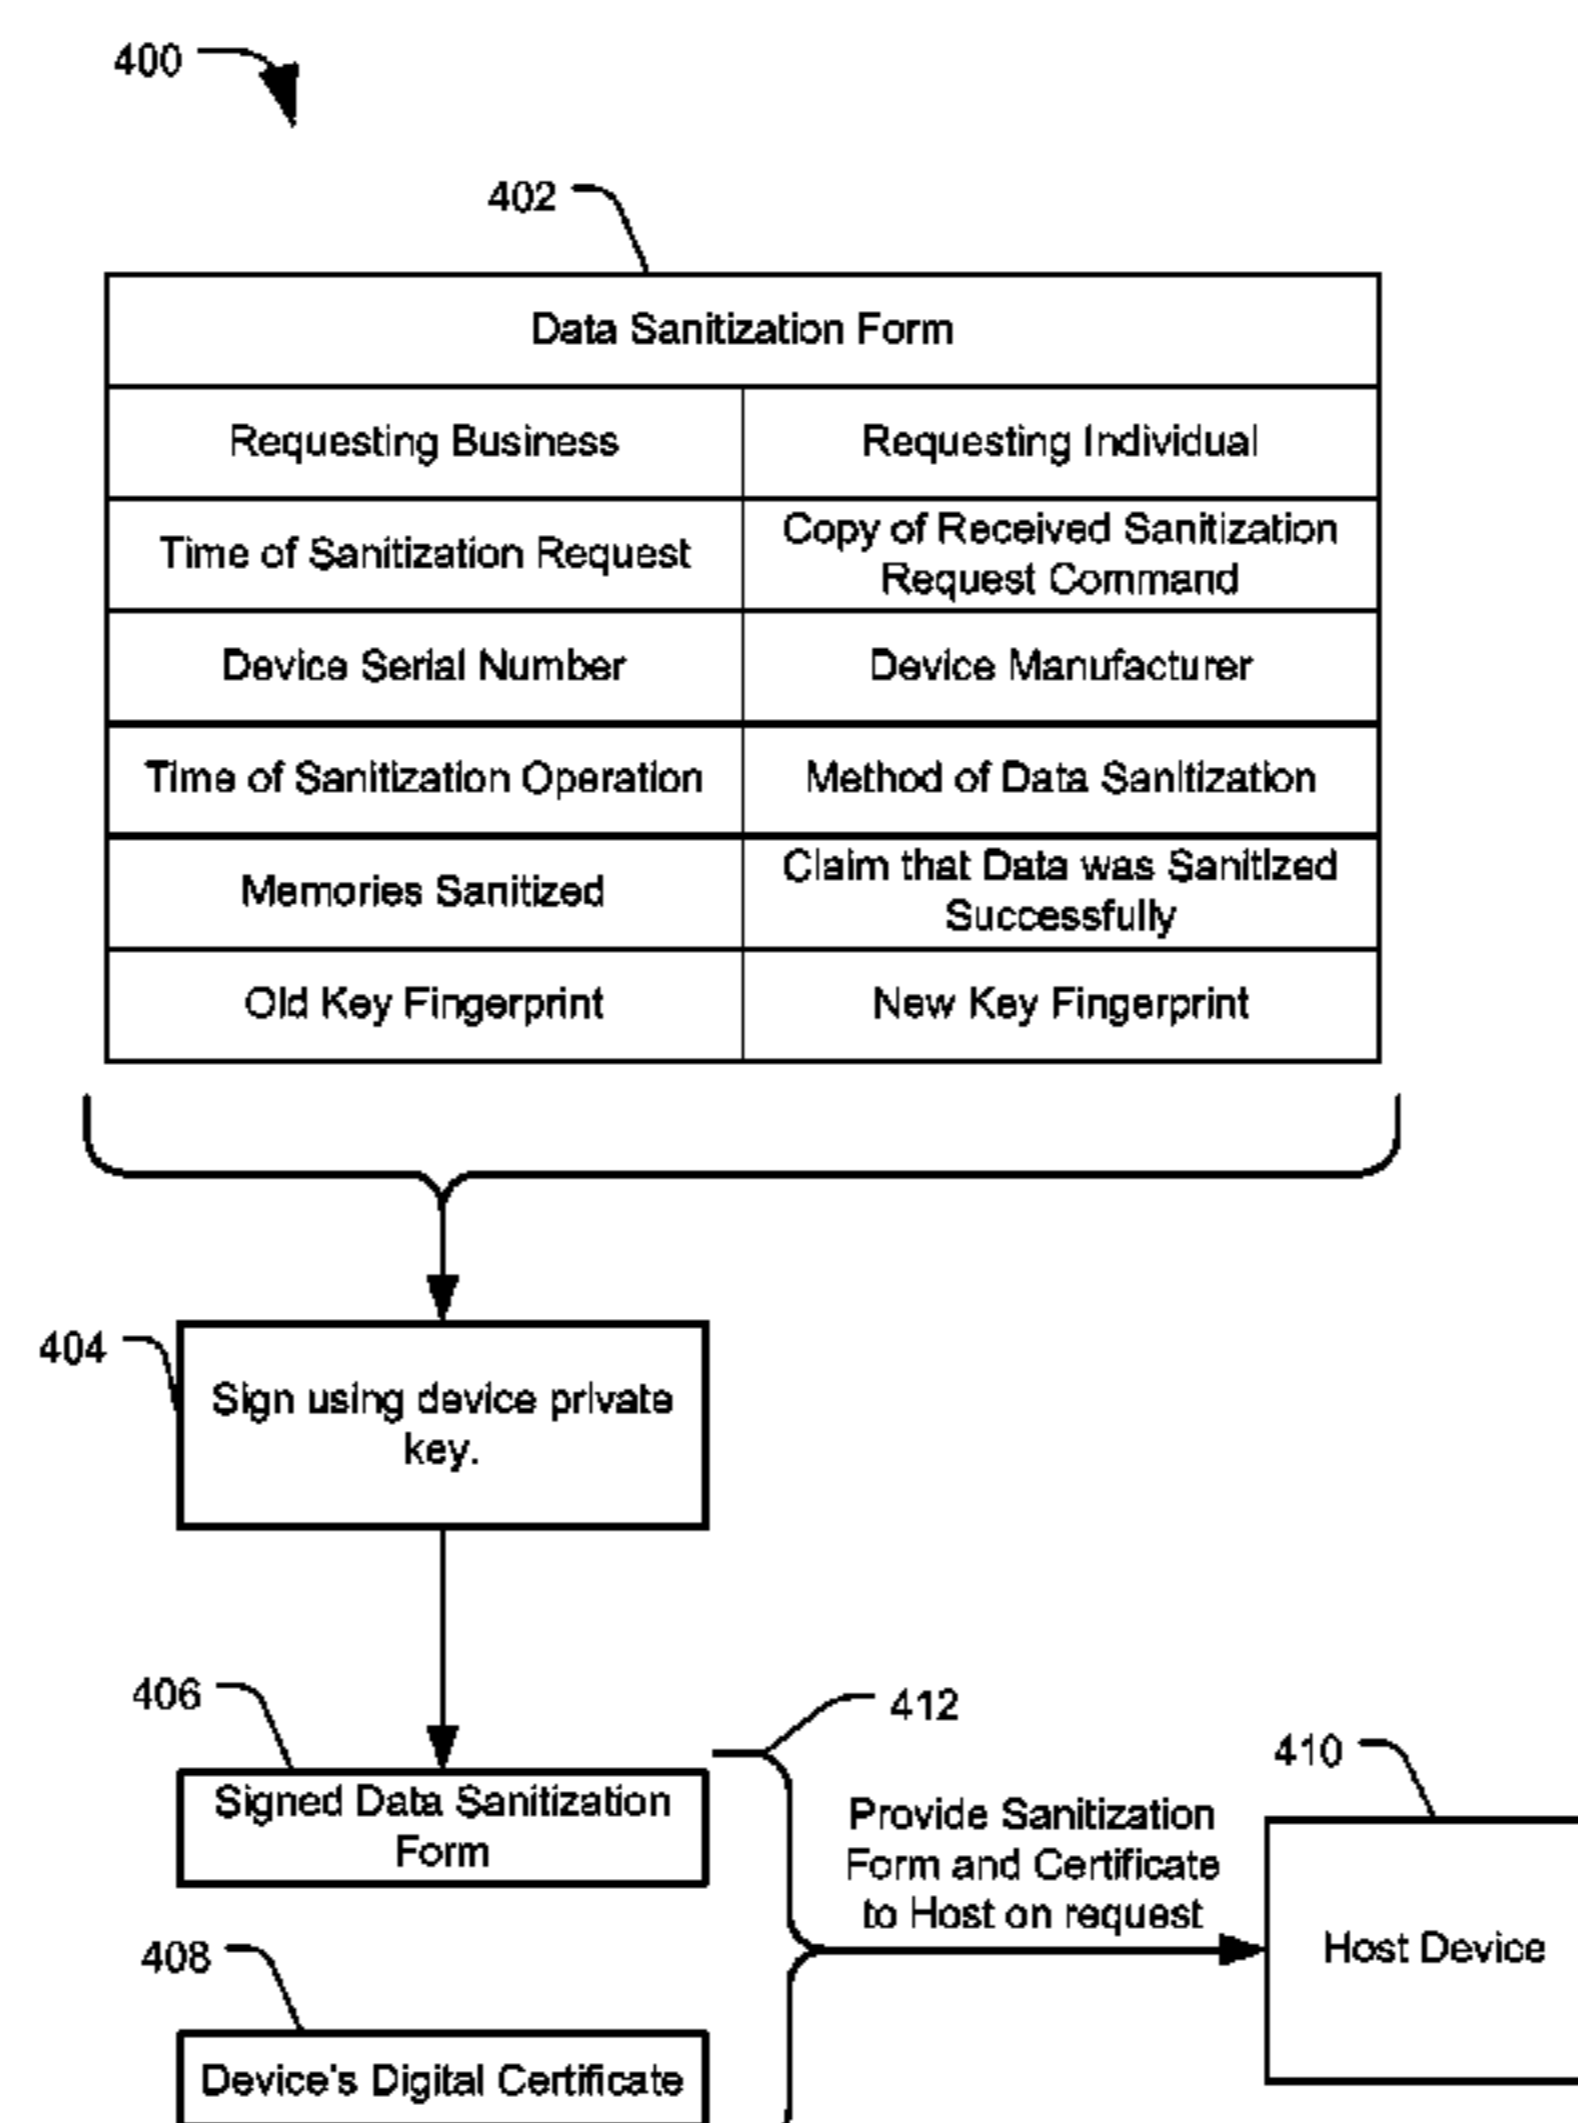 400
402
Data Sanitization Form
Requesting Business
Requesting Individual
Time of Sanitization Request
Copy of Received Sanitization
Request Command
Device Serial Number
Device Manufacturer
Time of Sanitization Operation
Method of Data Sanitization
Memories Sanitized
Claim that Data was Sanitized
Successfully
Old Key Fingerprint
New Key Fingerprint
404
Sign using device private
key.
406
412
410
Signed Data Sanitization
Form
Provide Sanitization
Form and Certificate
to Host on request
Host Device
408
Device's Digital Certificate